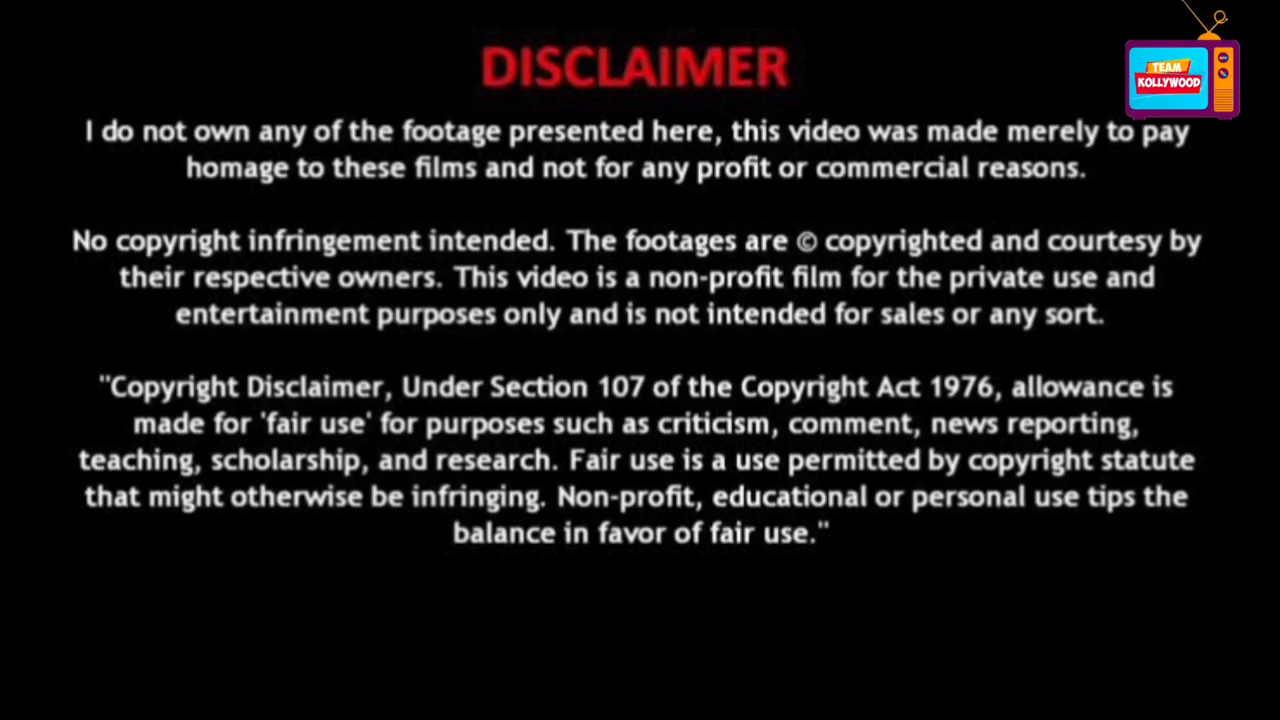 DISCLAIMER
TEAM
KOLLYWOOD
I do not own any of the footage presented here, this video was made merely to pay
homage to these films and not for any profit or commercial reasons.
No copyright infringement intended. The footages are © copyrighted and courtesy by
their respective owners. This video is a non-profit film for the private use and
entertainment purposes only and is not intended for sales or any sort.
"Copyright Disclaimer, Under Section 107 of the Copyright Act 1976, allowance is
made for 'fair use' for purposes such as criticism, comment, news reporting,
teaching, scholarship, and research. Fair use is a use permitted by copyright statute
that might otherwise be infringing. Non-profit, educational or personal use tips the
balance in favor of fair use."